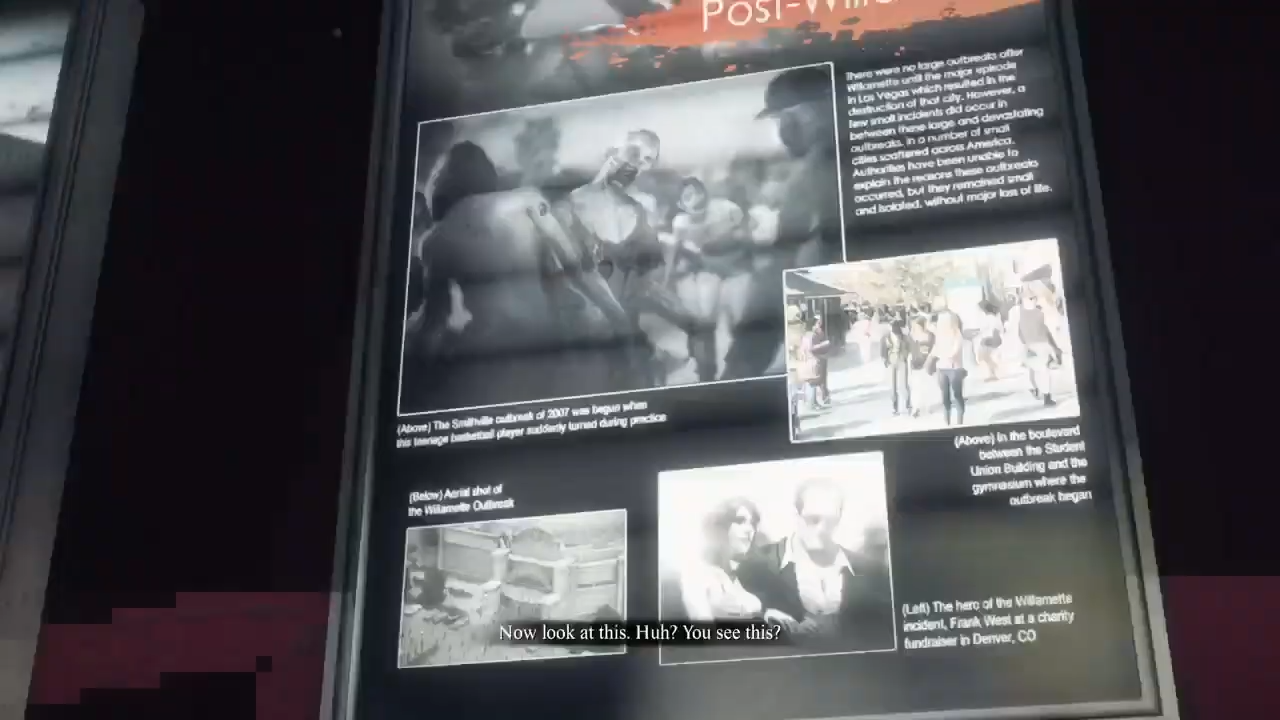 Post-Willa
There were no large outbreaks after
Willamette until the major episode
in Las Vegas which resulted in the
destruction of that city. However, a
few small incidents did occur in
between these large and devastating
outbreaks, in a number of small
cities scattered across America.
Authorities have been unable to
explain the reasons these outbreaks
occurred, but they remained small
and isolated, without major loss of life.
(Above) The Smithville outbreak of 2007 was begun when
this teenage basketball player suddenly turned during practice
(Above) In the boulevard
between the Student
Union Building and the
gymnasium where the
outbreak began
(Below) Aerial shot of
the Willamette Outbreak
(Left) The hero of the Willamette
incident, Frank West at a charity
fundraiser in Denver, CO
Now look at this. Huh? You see this?